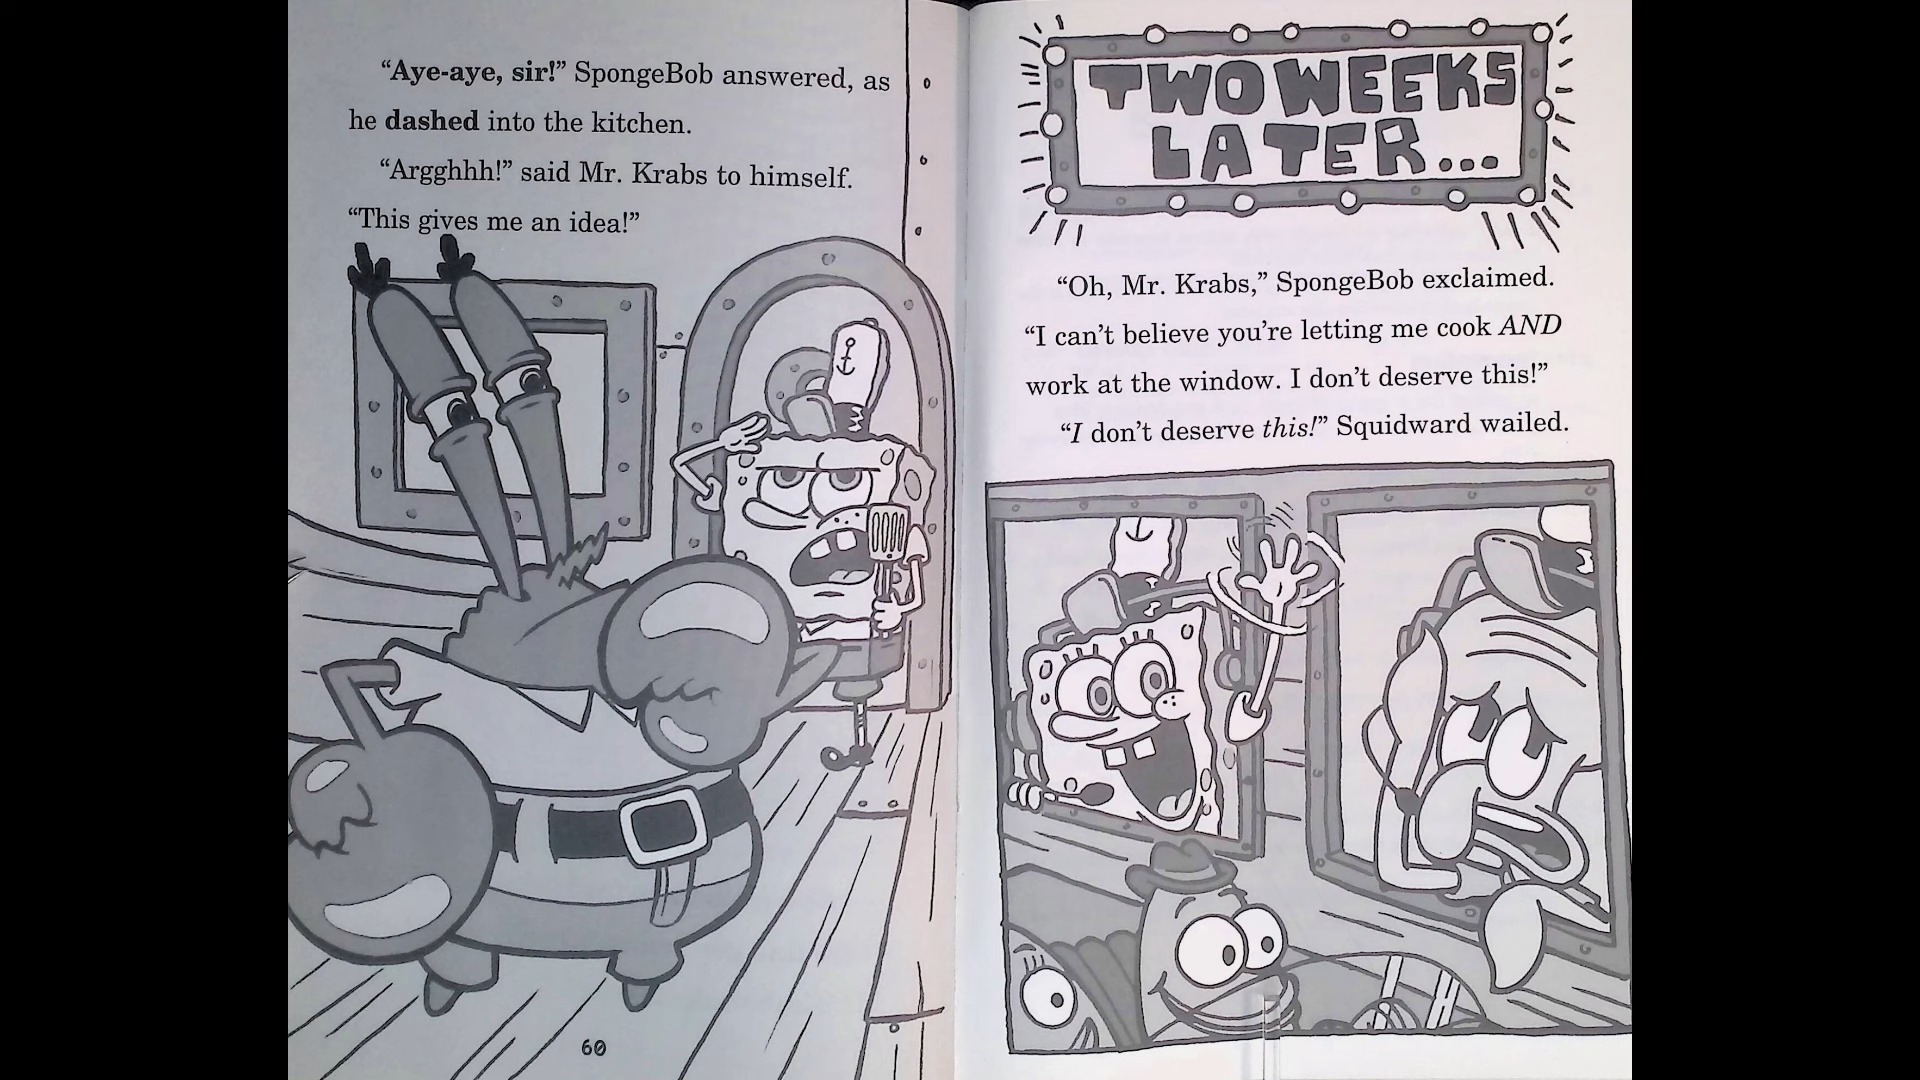 “Aye-aye, sir!” SpongeBob answered, as
he dashed into the kitchen.
“Argghhh!” said Mr. Krabs to himself.
“This gives me an idea!”
60
TWO WEEKS
LATER...
“Oh, Mr. Krabs,” SpongeBob exclaimed.
“I can’t believe you’re letting me cook AND
work at the window. I don’t deserve this!”
“I don’t deserve this!” Squidward wailed.